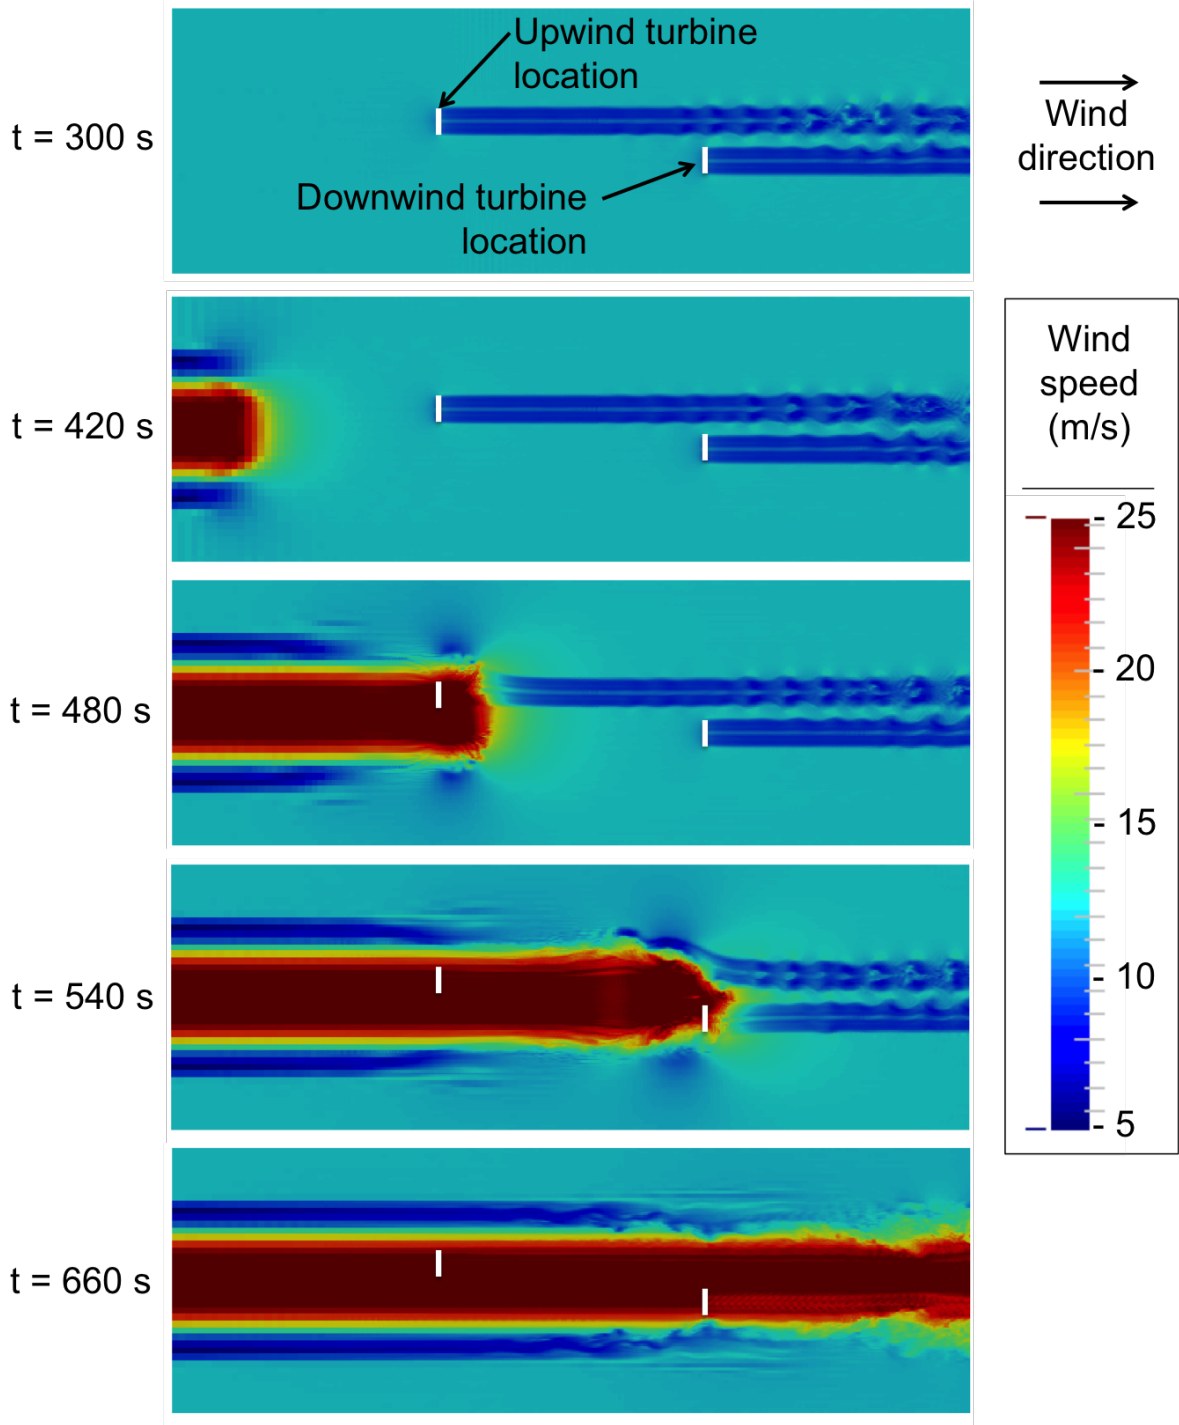 Upwind turbine
location
t = 300 s
Downwind turbine
location
Wind
direction
t = 420 s
t = 480 s
t = 540 s
t = 660 s
Wind
speed
(m/s)
- 25
- 20
- 15
- 10
- 5